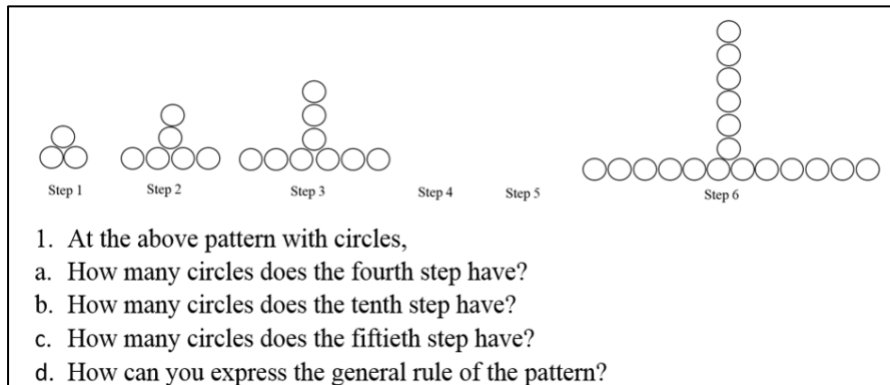 Step 1 Step 2 Step 3 Step 4 Step 5 Step 6
1. At the above pattern with circles,
a. How many circles does the fourth step have?
b. How many circles does the tenth step have?
c. How many circles does the fiftieth step have?
d. How can you express the general rule of the pattern?